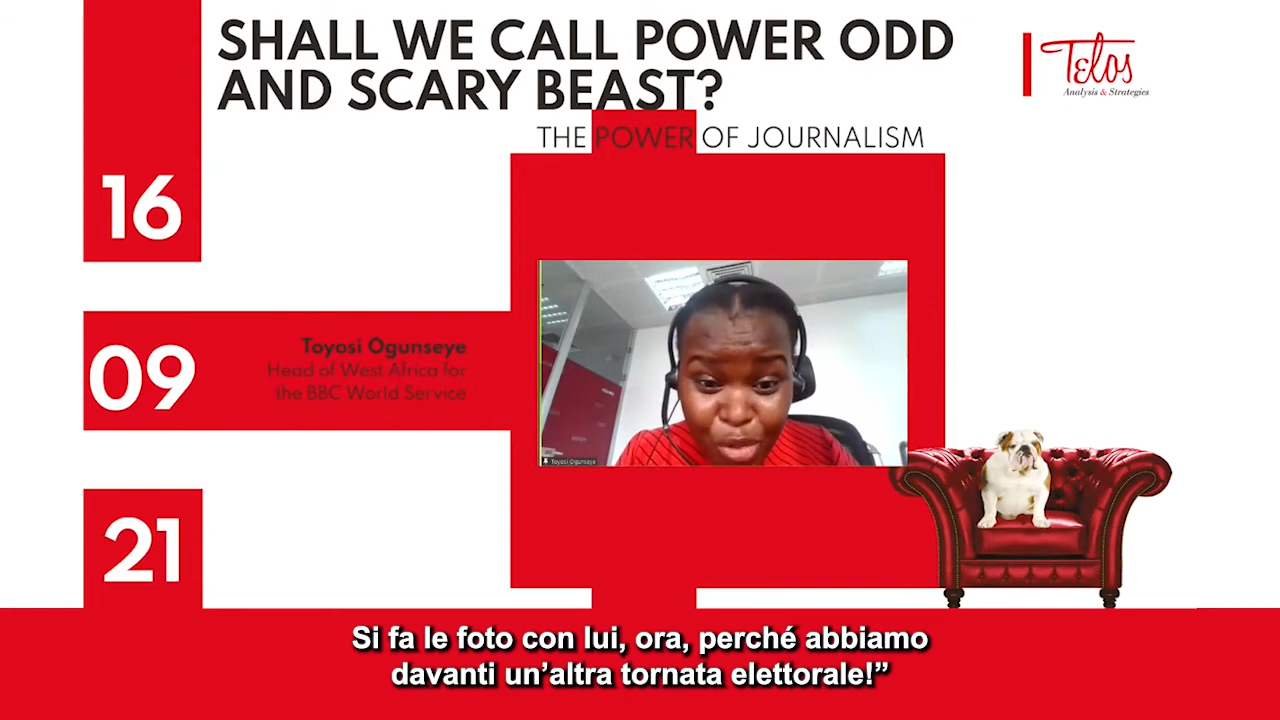 SHALL WE CALL POWER ODD
AND SCARY BEAST?
THE POWER OF JOURNALISM
Telos
Analysis & Strategies
16
09
21
Toyosi Ogunseye
Head of West Africa for
the BBC World Service
Toyosi Ogunseye
Si fa le foto con lui, ora, perché abbiamo
davanti un’altra tornata elettorale!”